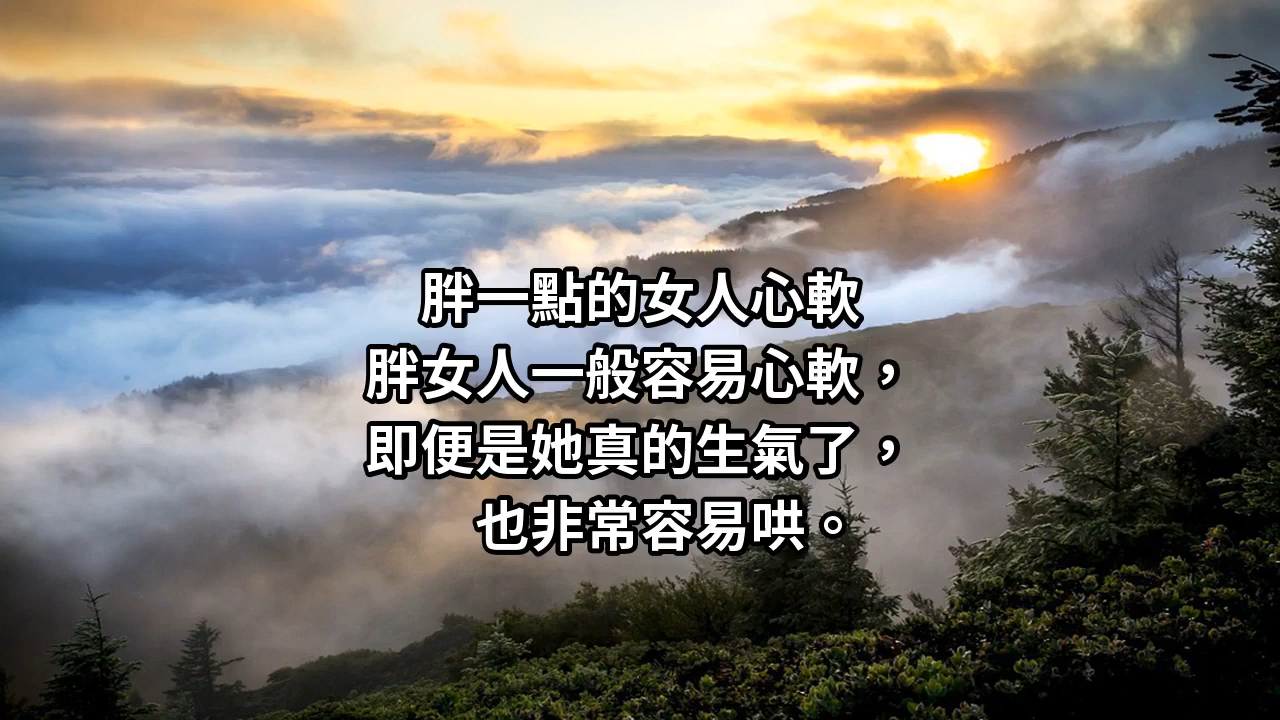 胖一點的女人心軟
胖女人一般容易心軟，
即便是她真的生氣了，
也非常容易哄。